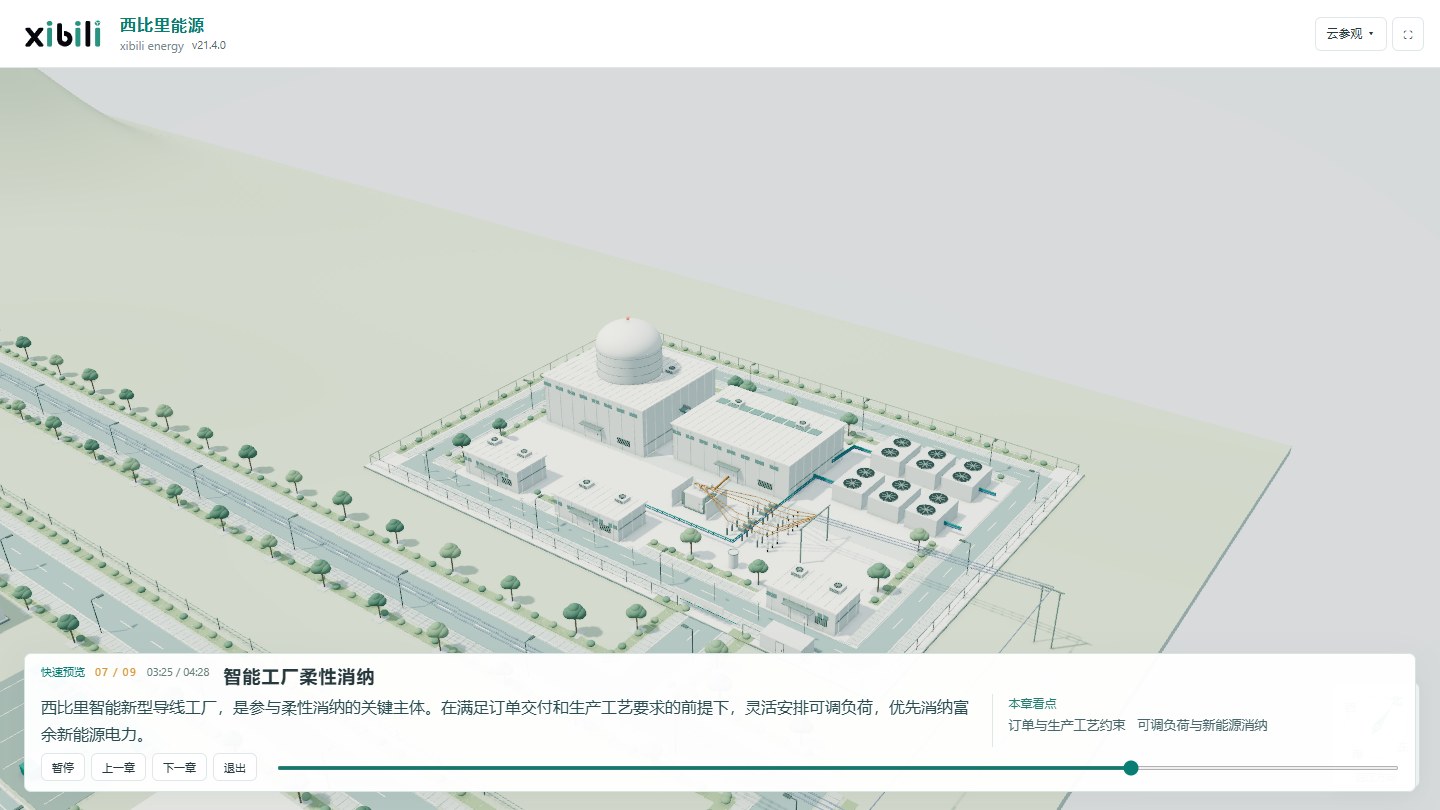 xibili
西比里能源
xibili energy v21.4.0
云参观
快速预览 07 / 09 03:25 / 04:28 智能工厂柔性消纳
西比里智能新型导线工厂，是参与柔性消纳的关键主体。在满足订单交付和生产工艺要求的前提下，灵活安排可调负荷，优先消纳富
余新能源电力。
本章看点
订单与生产工艺约束 可调负荷与新能源消纳
暂停 上一章 下一章 退出